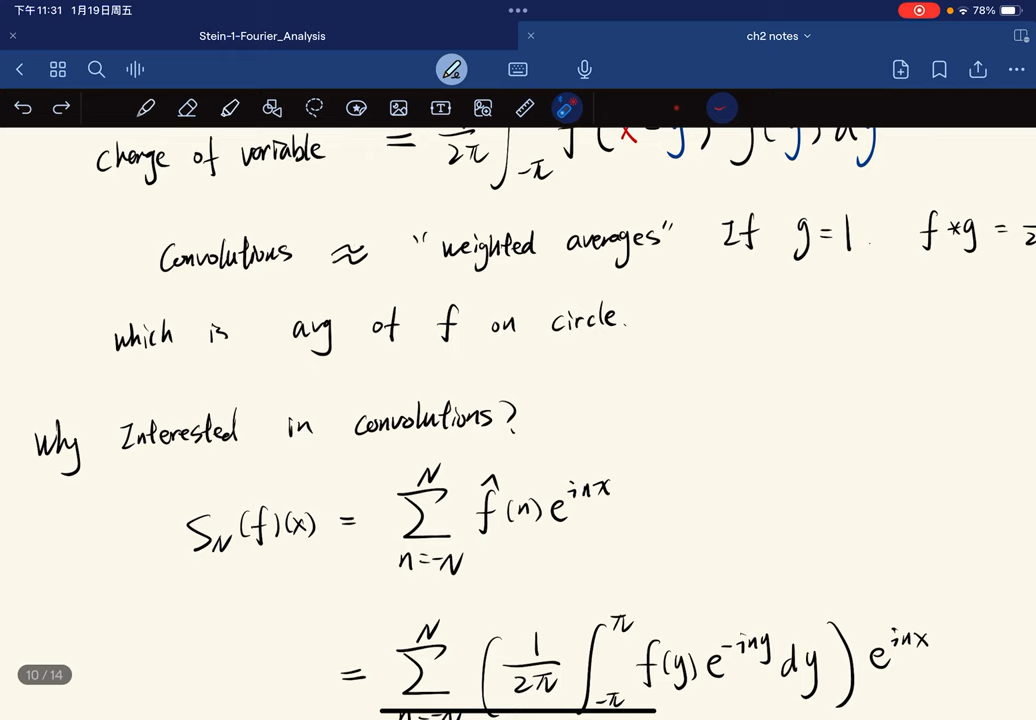 下午11:31 1月19日周五
78%
Stein-1-Fourier_Analysis
ch2 notes
change of variable = 1/2π ∫_{-π} f(x-y) g(y) dy
Convolutions ≈ "weighted averages" If g=1. f*g =
which is avg of f on circle.
Why Interested in convolutions?
S_N(f)(x) = ∑_{n=-N}^{N} f̂(n) e^{inx}
= ∑_{n=-N}^{N} ( 1/2π ∫_{-π}^{π} f(y) e^{-iny} dy ) e^{inx}
10 / 14